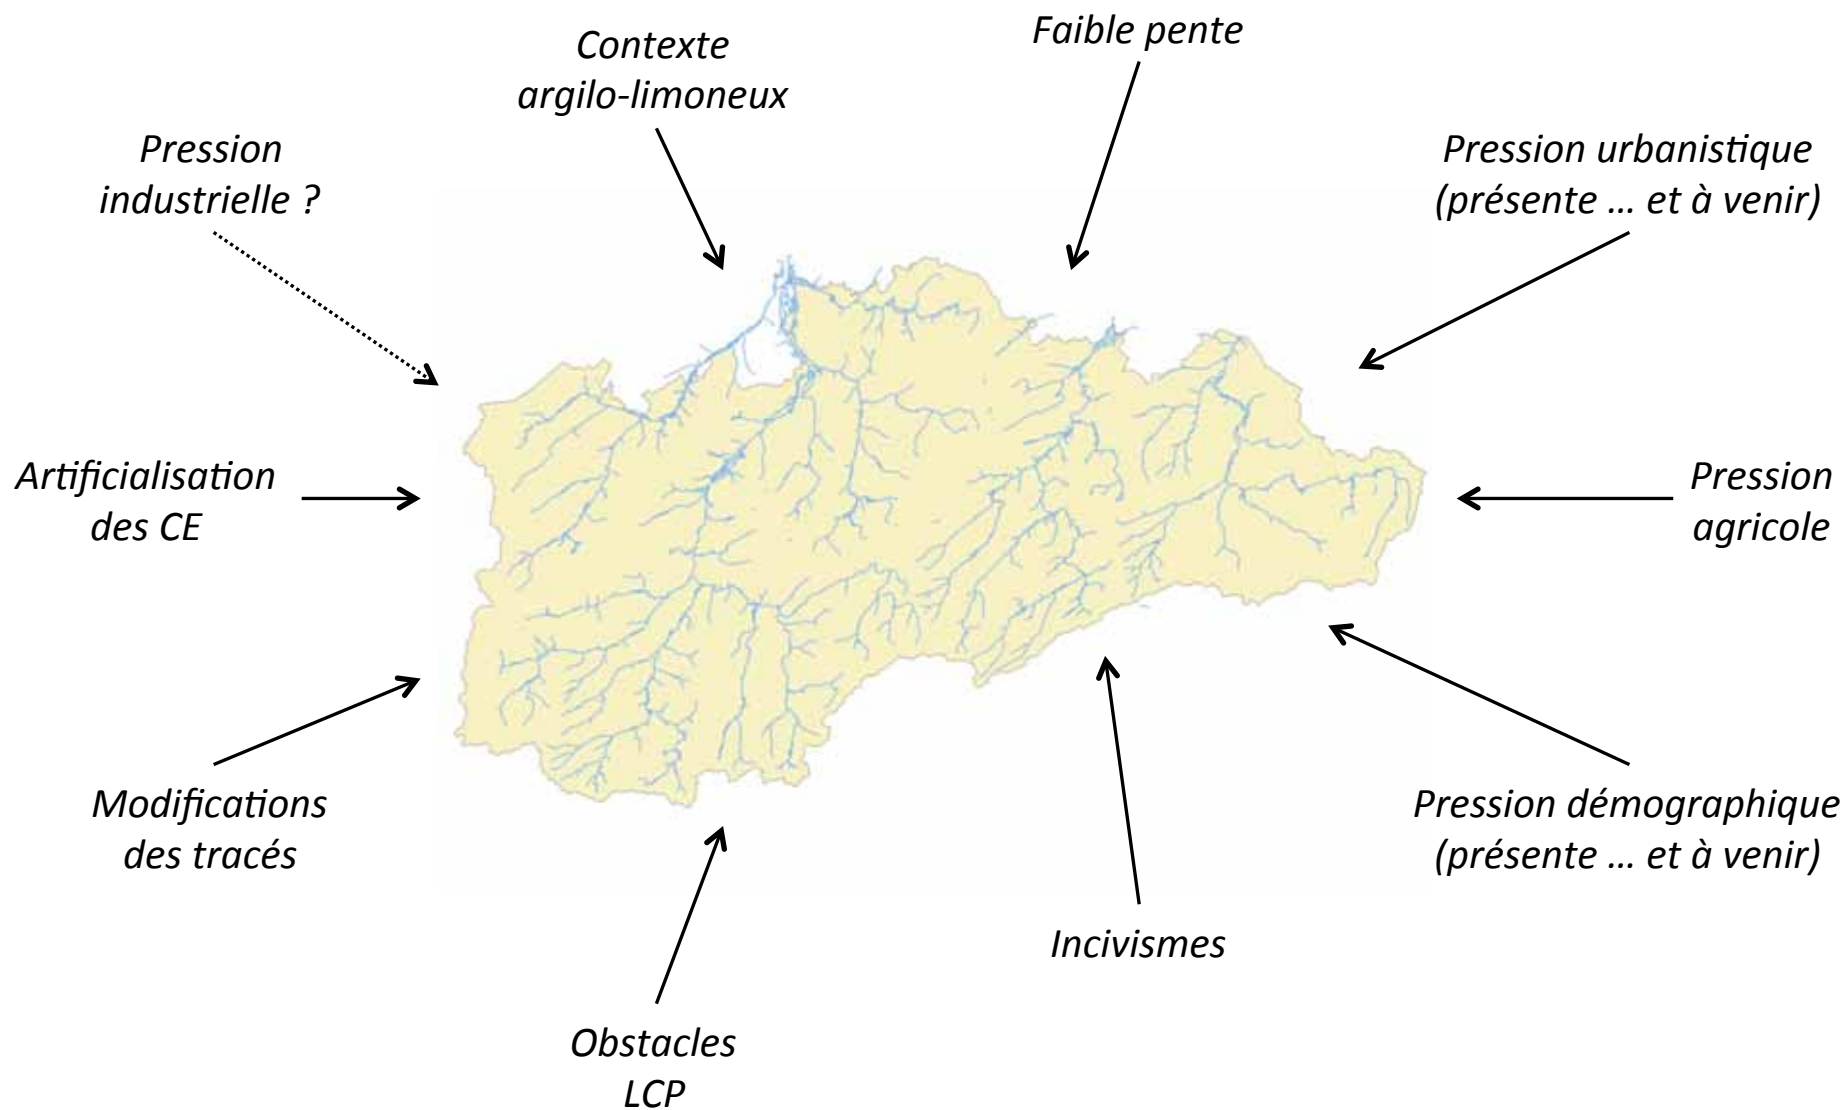 Contexte
argilo-limoneux
Faible pente
Pression
industrielle ?
Pression urbanistique
(présente ... et à venir)
Artificialisation
des CE
Pression
agricole
Modifications
des tracés
Pression démographique
(présente ... et à venir)
Incivismes
Obstacles
LCP